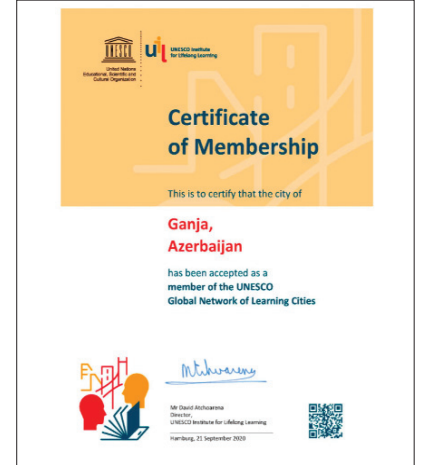 United Nations
Educational, Scientific and
Cultural Organization
uil
UNESCO Institute
for Lifelong Learning
Certificate
of Membership
This is to certify that the city of
Ganja,
Azerbaijan
has been accepted as a
member of the UNESCO
Global Network of Learning Cities
Mr David Atchoarena
Director,
UNESCO Institute for Lifelong Learning
Hamburg, 21 September 2020